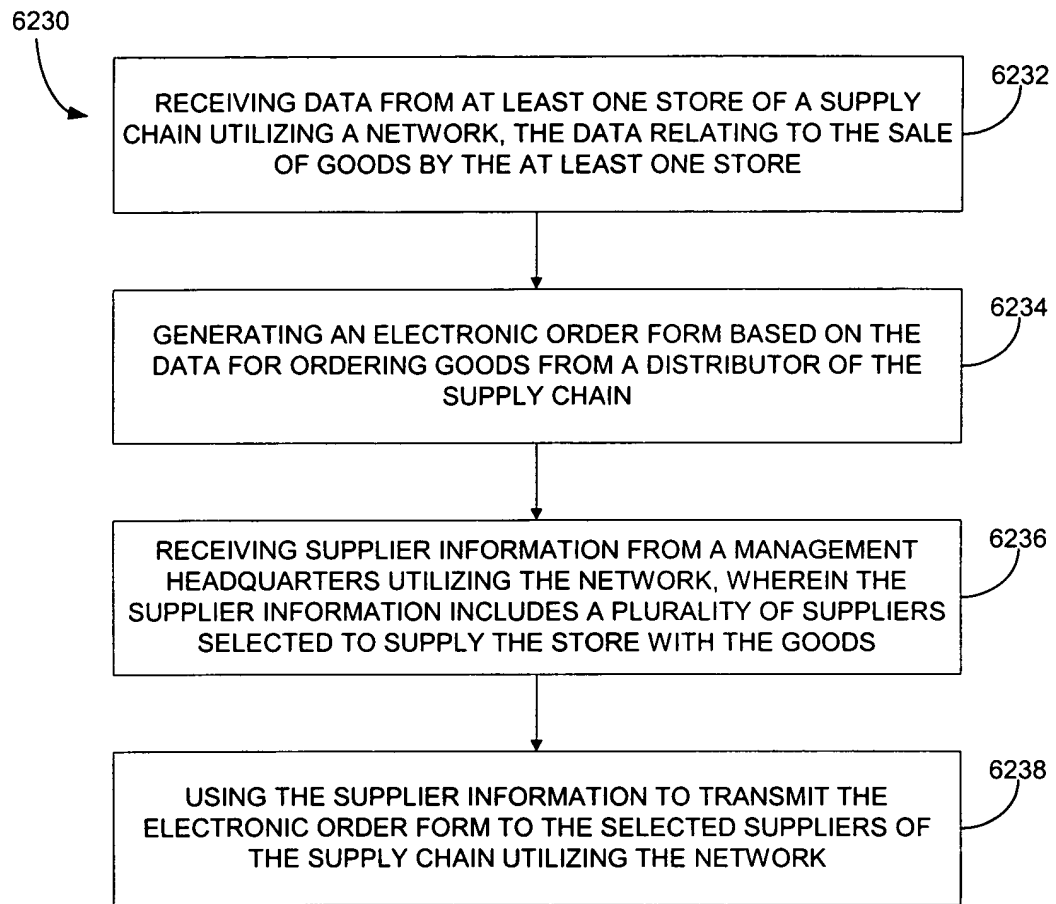 6230
6232
RECEIVING DATA FROM AT LEAST ONE STORE OF A SUPPLY
CHAIN UTILIZING A NETWORK, THE DATA RELATING TO THE SALE
OF GOODS BY THE AT LEAST ONE STORE
6234
GENERATING AN ELECTRONIC ORDER FORM BASED ON THE
DATA FOR ORDERING GOODS FROM A DISTRIBUTOR OF THE
SUPPLY CHAIN
6236
RECEIVING SUPPLIER INFORMATION FROM A MANAGEMENT
HEADQUARTERS UTILIZING THE NETWORK, WHEREIN THE
SUPPLIER INFORMATION INCLUDES A PLURALITY OF SUPPLIERS
SELECTED TO SUPPLY THE STORE WITH THE GOODS
6238
USING THE SUPPLIER INFORMATION TO TRANSMIT THE
ELECTRONIC ORDER FORM TO THE SELECTED SUPPLIERS OF
THE SUPPLY CHAIN UTILIZING THE NETWORK